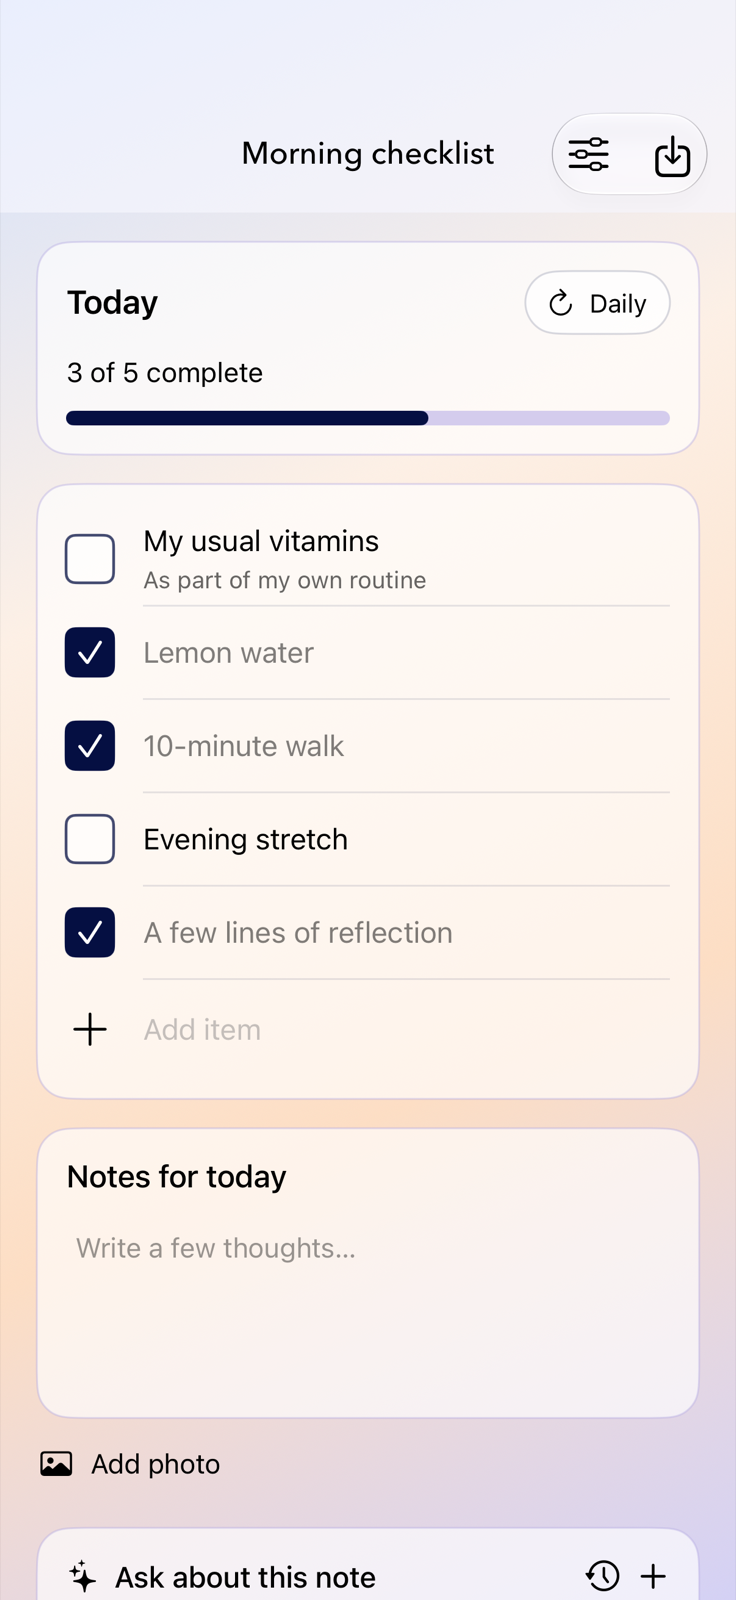 Morning checklist
Today
Daily
3 of 5 complete
My usual vitamins
As part of my own routine
Lemon water
10-minute walk
Evening stretch
A few lines of reflection
Add item
Notes for today
Write a few thoughts...
Add photo
Ask about this note